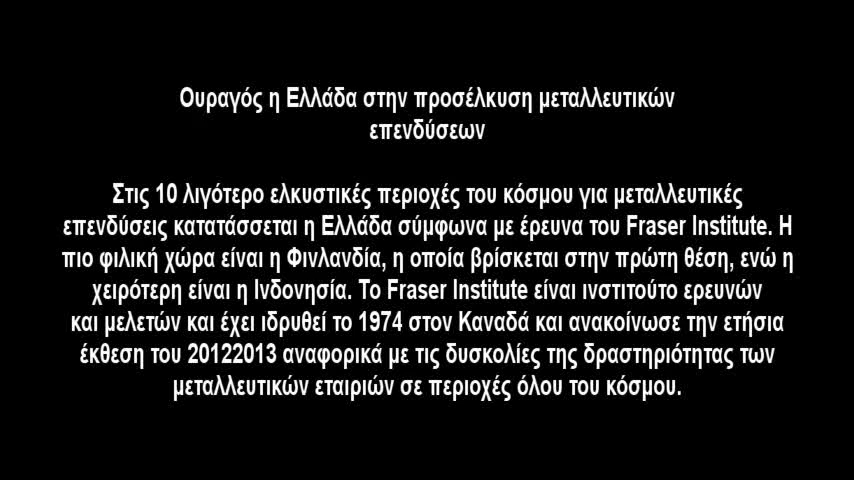 Ουραγός η Ελλάδα στην προσέλκυση μεταλλευτικών
επενδύσεων
Στις 10 λιγότερο ελκυστικές περιοχές του κόσμου για μεταλλευτικές
επενδύσεις κατατάσσεται η Ελλάδα σύμφωνα με έρευνα του Fraser Institute. Η
πιο φιλική χώρα είναι η Φινλανδία, η οποία βρίσκεται στην πρώτη θέση, ενώ η
χειρότερη είναι η Ινδονησία. Το Fraser Institute είναι ινστιτούτο ερευνών
και μελετών και έχει ιδρυθεί το 1974 στον Καναδά και ανακοίνωσε την ετήσια
έκθεση του 20122013 αναφορικά με τις δυσκολίες της δραστηριότητας των
μεταλλευτικών εταιριών σε περιοχές όλου του κόσμου.